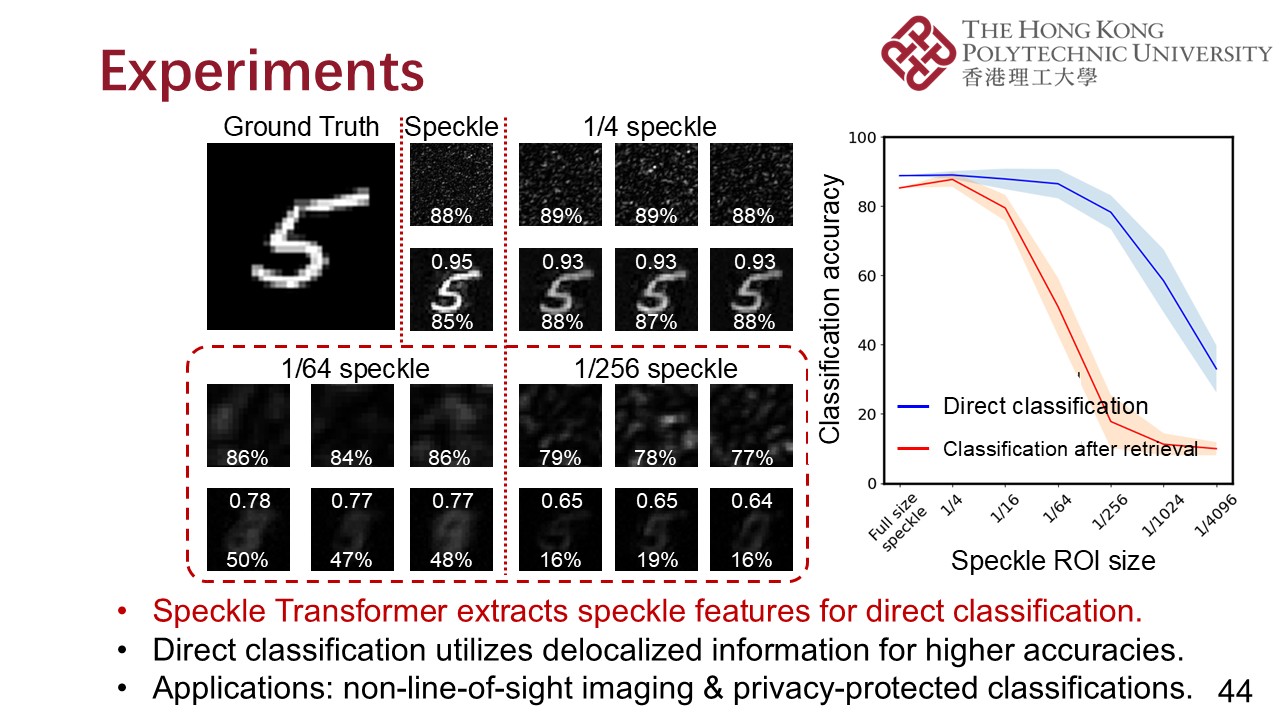 Experiments
THE HONG KONG
POLYTECHNIC UNIVERSITY
香港理工大學
Ground Truth
Speckle
1/4 speckle
88%
89%
89%
88%
0.95
0.93
0.93
0.93
85%
88%
87%
88%
1/64 speckle
1/256 speckle
86%
84%
86%
79%
78%
77%
0.78
0.77
0.77
0.65
0.65
0.64
50%
47%
48%
16%
19%
16%
Classification accuracy
100
80
60
40
20
0
Direct classification
Classification after retrieval
Full size
speckle
1/4
1/16
1/64
1/256
1/1024
1/4096
Speckle ROI size
• Speckle Transformer extracts speckle features for direct classification.
• Direct classification utilizes delocalized information for higher accuracies.
• Applications: non-line-of-sight imaging & privacy-protected classifications.
44